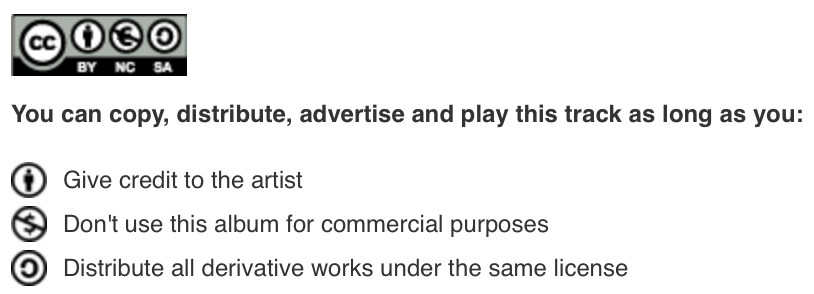 cc
BY NC SA
You can copy, distribute, advertise and play this track as long as you:
Give credit to the artist
Don't use this album for commercial purposes
Distribute all derivative works under the same license